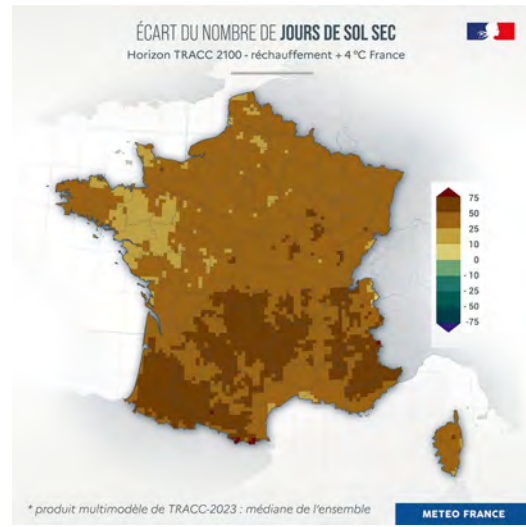 ÉCART DU NOMBRE DE JOURS DE SOL SEC
Horizon TRACC 2100 - réchauffement + 4 °C France
75
50
25
10
0
- 10
- 25
- 50
-75
* produit multimodèle de TRACC-2023 : médiane de l'ensemble
METEO FRANCE